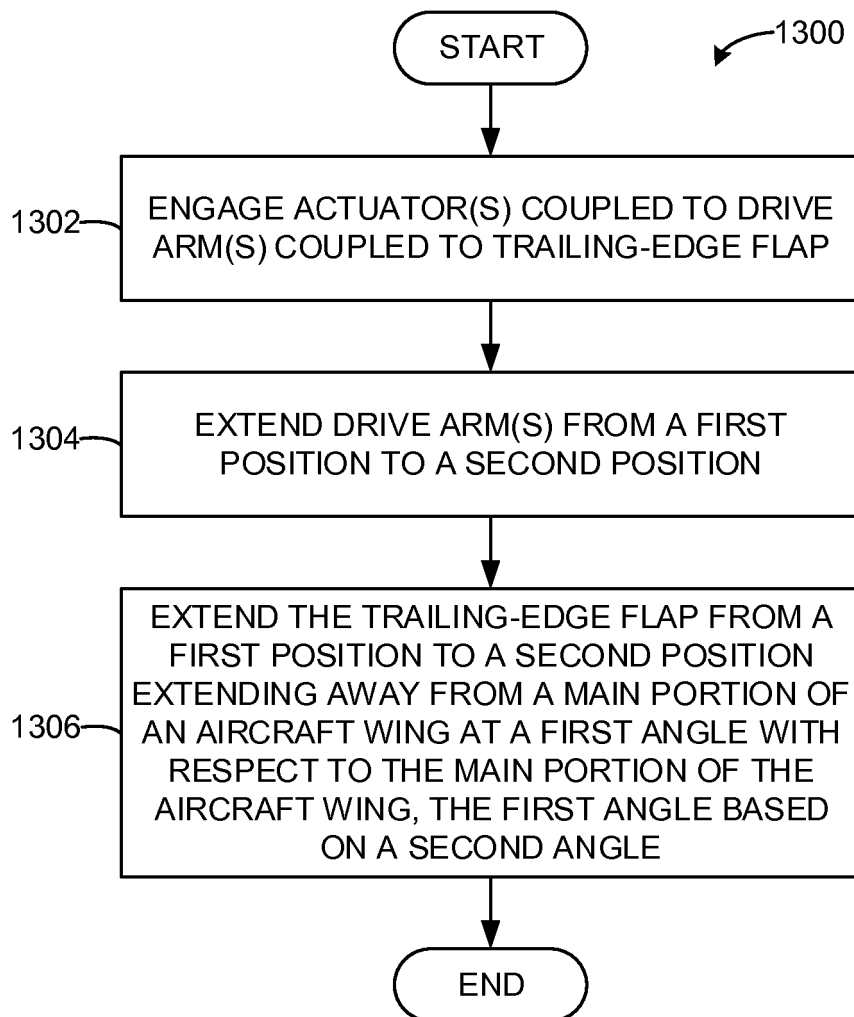 START
1300
1302
ENGAGE ACTUATOR(S) COUPLED TO DRIVE
ARM(S) COUPLED TO TRAILING-EDGE FLAP
1304
EXTEND DRIVE ARM(S) FROM A FIRST
POSITION TO A SECOND POSITION
1306
EXTEND THE TRAILING-EDGE FLAP FROM A
FIRST POSITION TO A SECOND POSITION
EXTENDING AWAY FROM A MAIN PORTION OF
AN AIRCRAFT WING AT A FIRST ANGLE WITH
RESPECT TO THE MAIN PORTION OF THE
AIRCRAFT WING, THE FIRST ANGLE BASED
ON A SECOND ANGLE
END